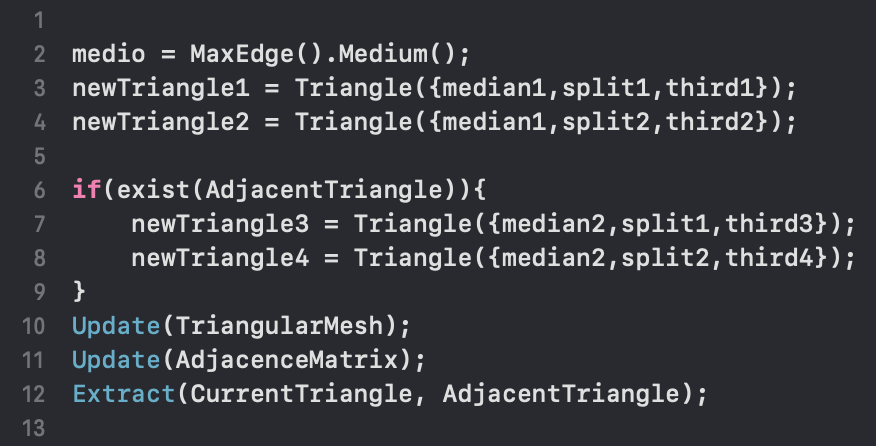 1
2 medio = MaxEdge().Medium();
3 newTriangle1 = Triangle({median1,split1,third1});
4 newTriangle2 = Triangle({median1,split2,third2});
5
6 if(exist(AdjacentTriangle)){
7 newTriangle3 = Triangle({median2,split1,third3});
8 newTriangle4 = Triangle({median2,split2,third4});
9 }
10 Update(TriangularMesh);
11 Update(AdjacenceMatrix);
12 Extract(CurrentTriangle, AdjacentTriangle);
13